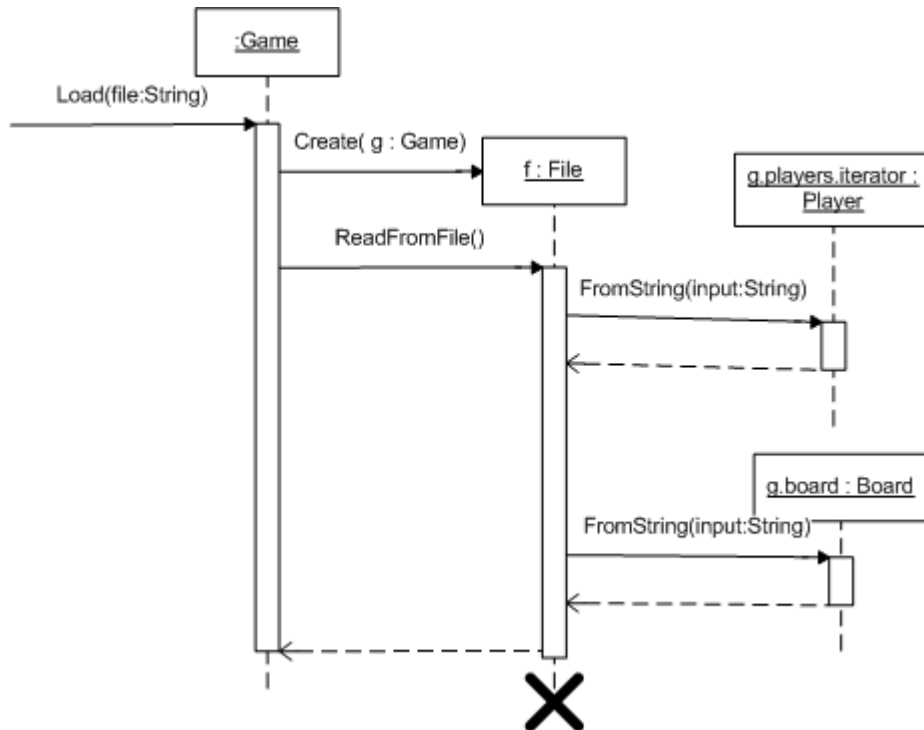 :Game
Load(file:String)
Create( g : Game)
f : File
g.players.iterator :
Player
ReadFromFile()
FromString(input:String)
g.board : Board
FromString(input:String)